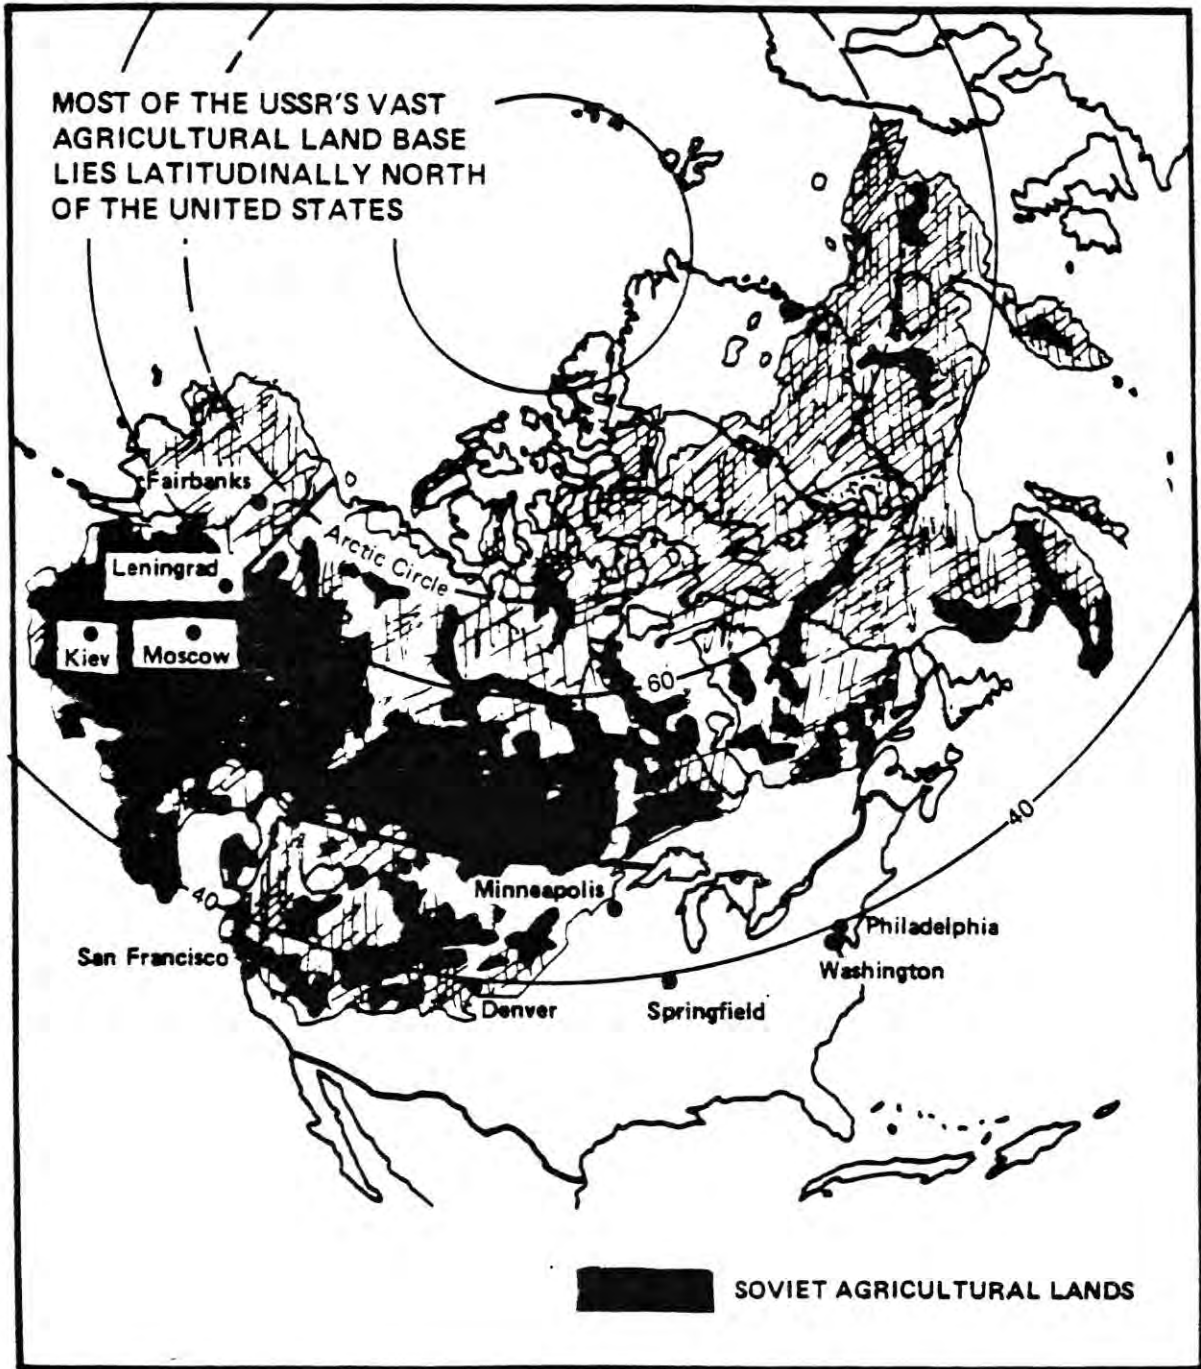 MOST OF THE USSR'S VAST
AGRICULTURAL LAND BASE
LIES LATITUDINALLY NORTH
OF THE UNITED STATES
Fairbanks
Arctic Circle
Leningrad
Kiev
Moscow
60
40
40
Minneapolis
San Francisco
Philadelphia
Washington
Denver
Springfield
SOVIET AGRICULTURAL LANDS